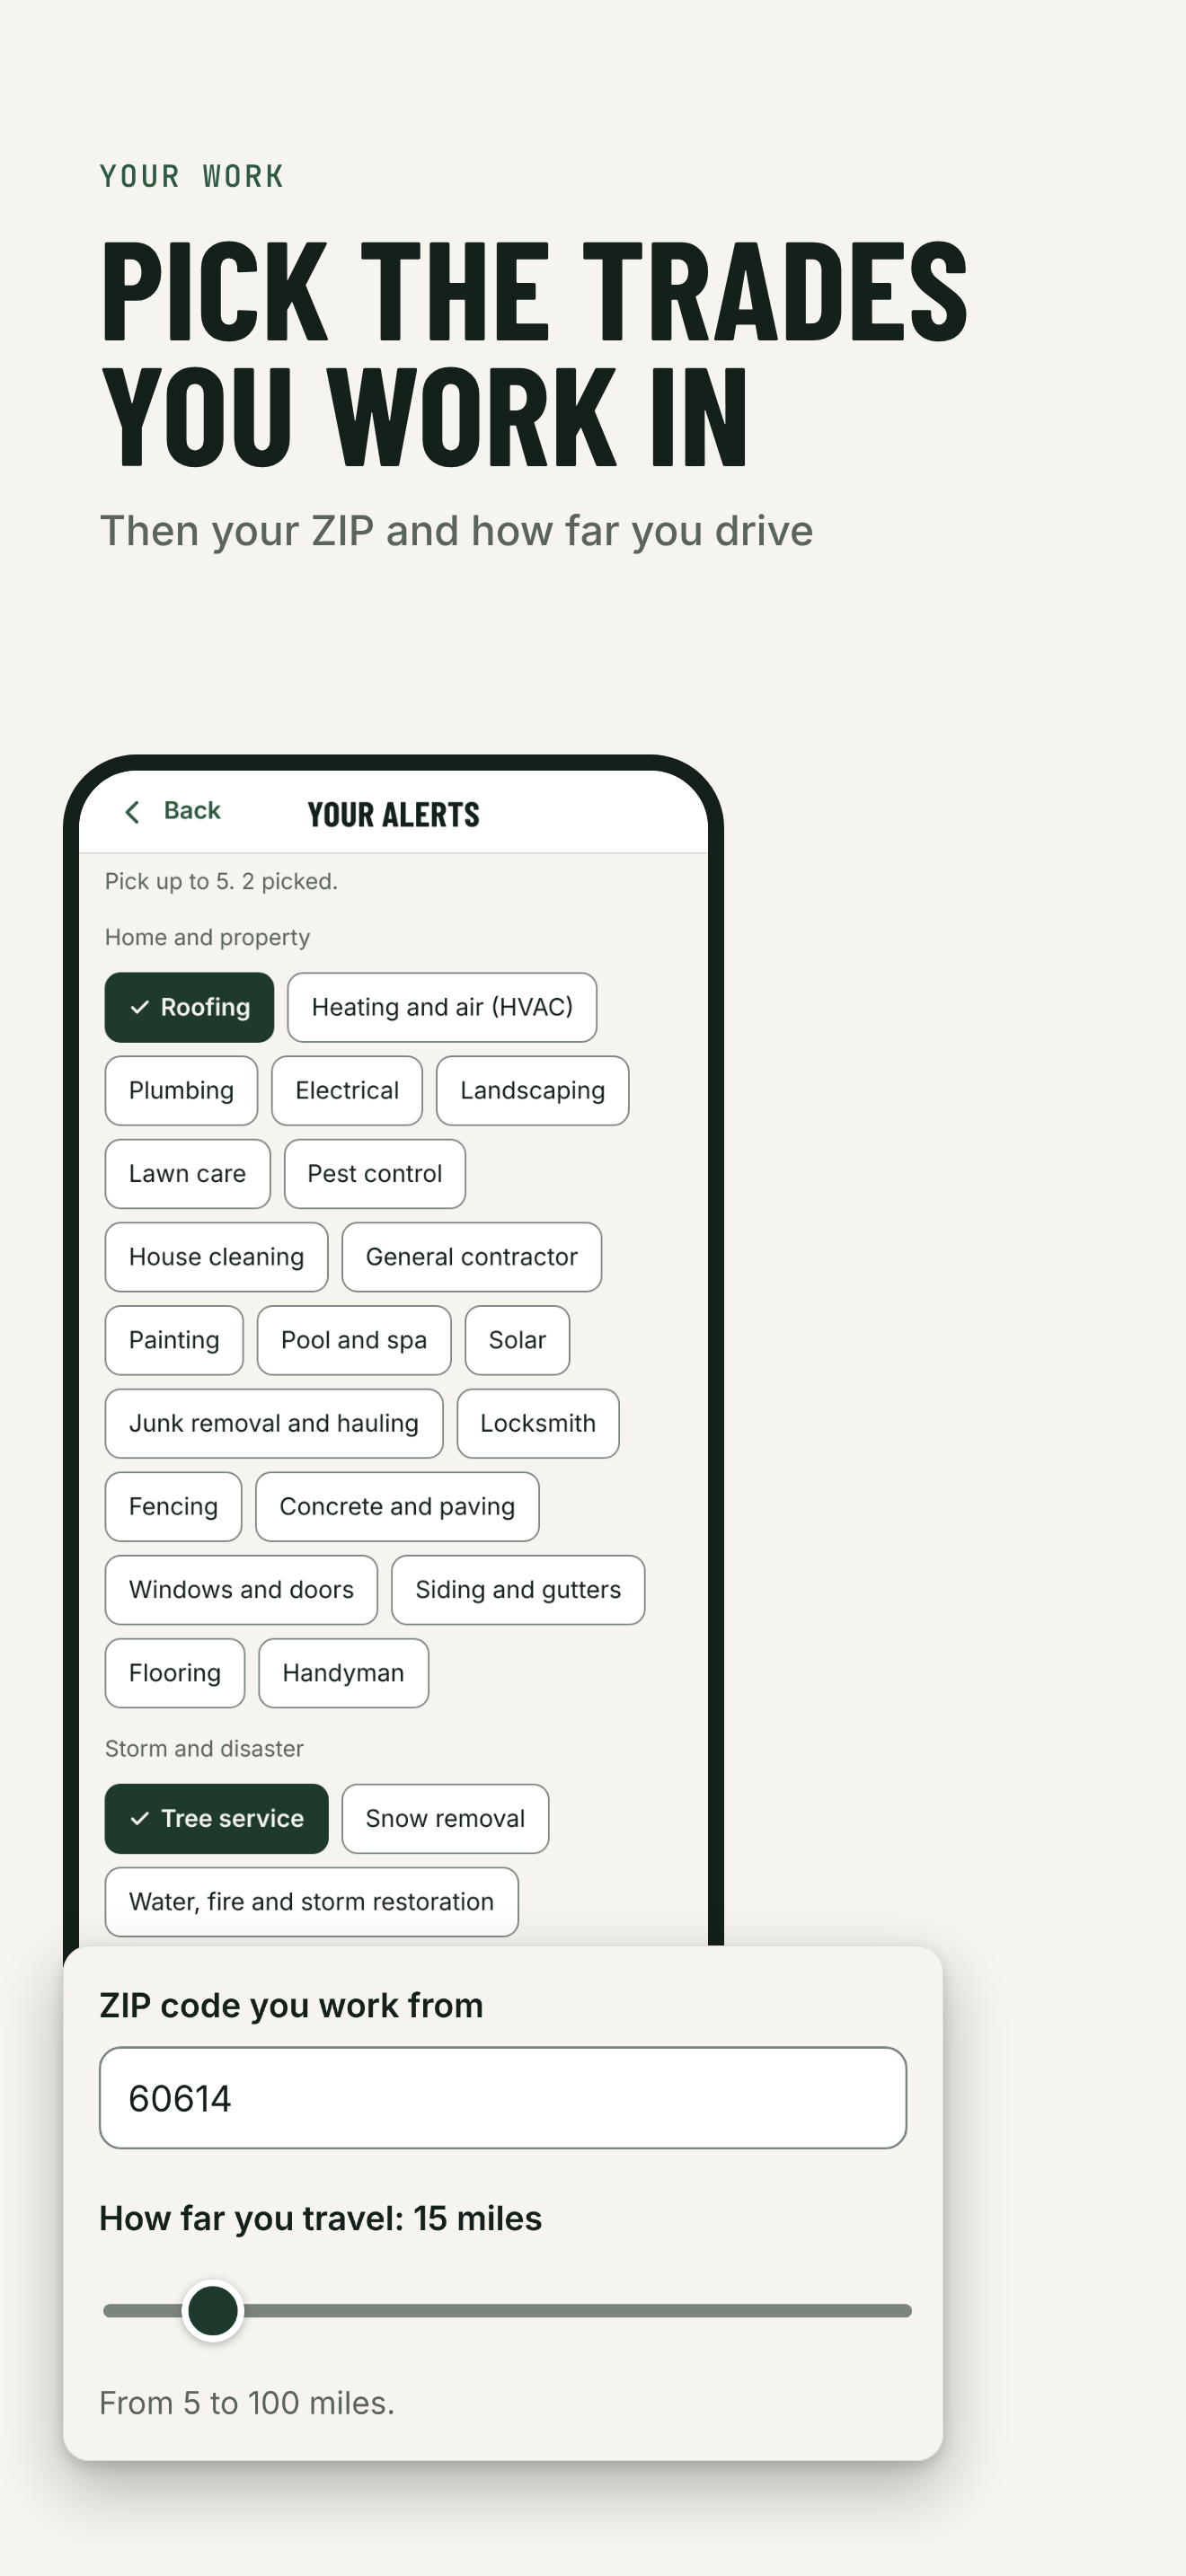 YOUR WORK
PICK THE TRADES
YOU WORK IN
Then your ZIP and how far you drive
Back
YOUR ALERTS
Pick up to 5. 2 picked.
Home and property
Roofing
Heating and air (HVAC)
Plumbing
Electrical
Landscaping
Lawn care
Pest control
House cleaning
General contractor
Painting
Pool and spa
Solar
Junk removal and hauling
Locksmith
Fencing
Concrete and paving
Windows and doors
Siding and gutters
Flooring
Handyman
Storm and disaster
Tree service
Snow removal
Water, fire and storm restoration
ZIP code you work from
60614
How far you travel: 15 miles
From 5 to 100 miles.